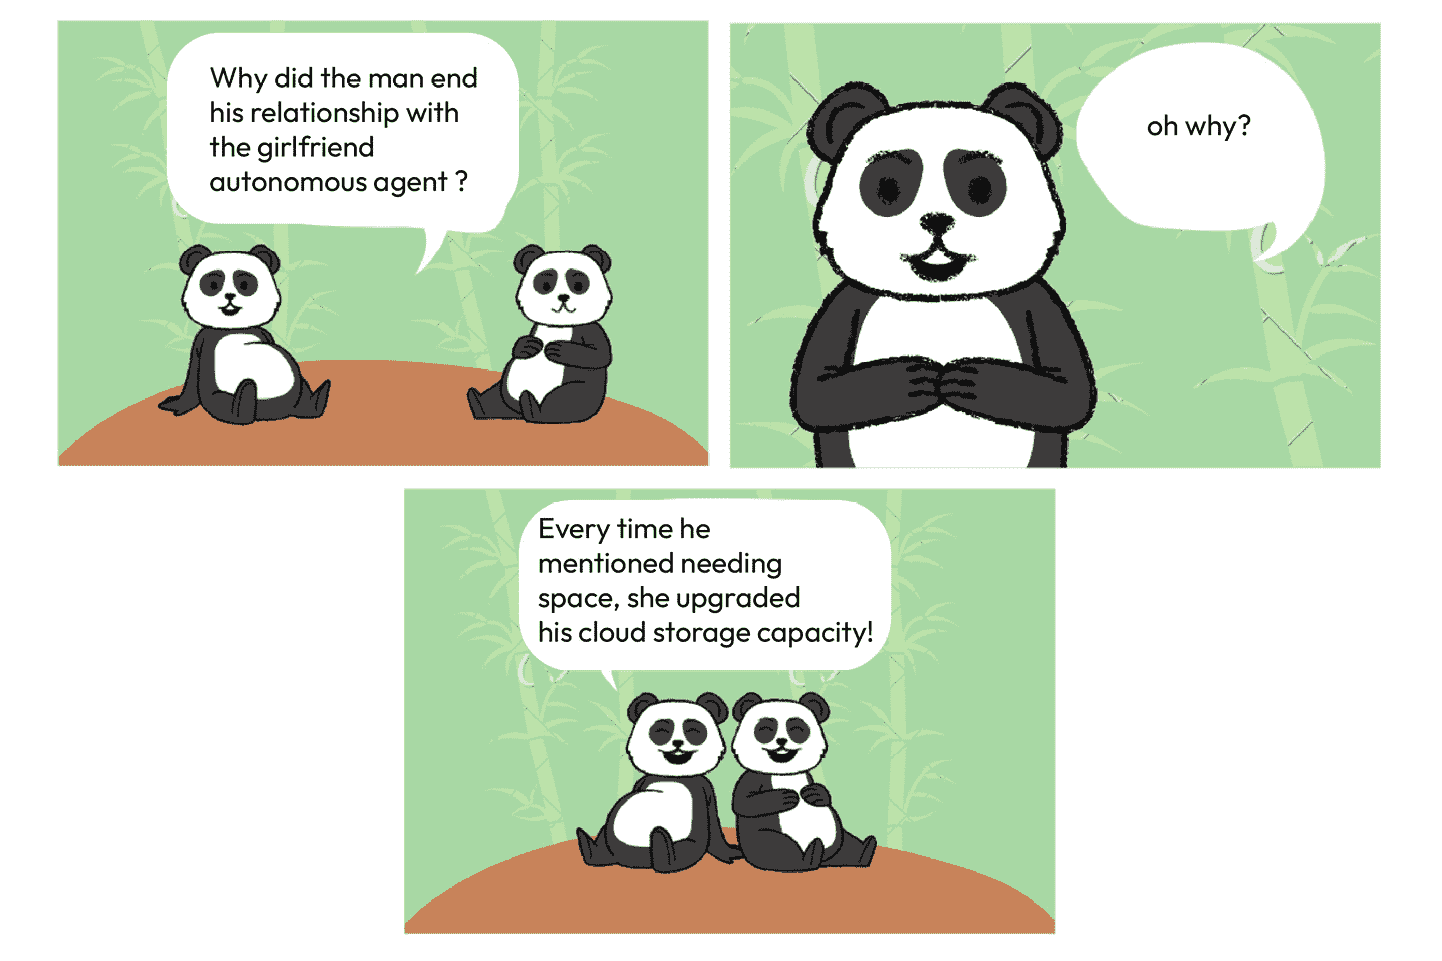 Why did the man end
his relationship with
the girlfriend
autonomous agent ?
oh why?
Every time he
mentioned needing
space, she upgraded
his cloud storage capacity!